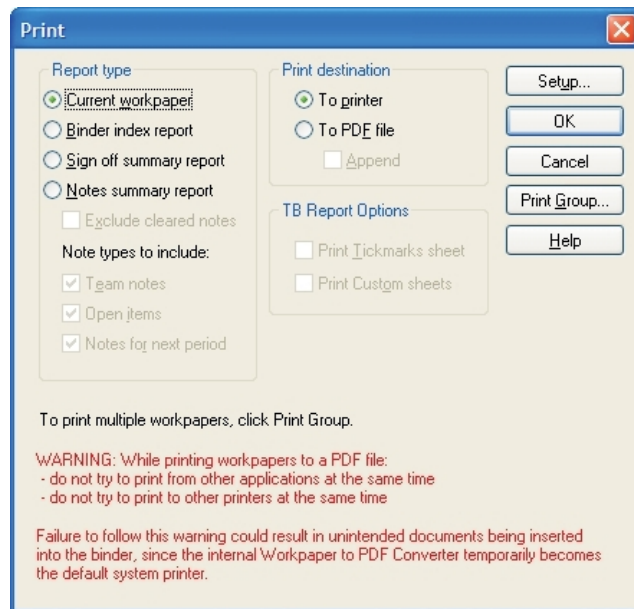 Print
Report type
Current workpaper
Binder index report
Sign off summary report
Notes summary report
Exclude cleared notes
Note types to include:
Team notes
Open items
Notes for next period
Print destination
To printer
To PDF file
Append
TB Report Options
Print Tickmarks sheet
Print Custom sheets
Setup...
OK
Cancel
Print Group...
Help
To print multiple workpapers, click Print Group.
WARNING: While printing workpapers to a PDF file:
- do not try to print from other applications at the same time
- do not try to print to other printers at the same time
Failure to follow this warning could result in unintended documents being inserted
into the binder, since the internal Workpaper to PDF Converter temporarily becomes
the default system printer.